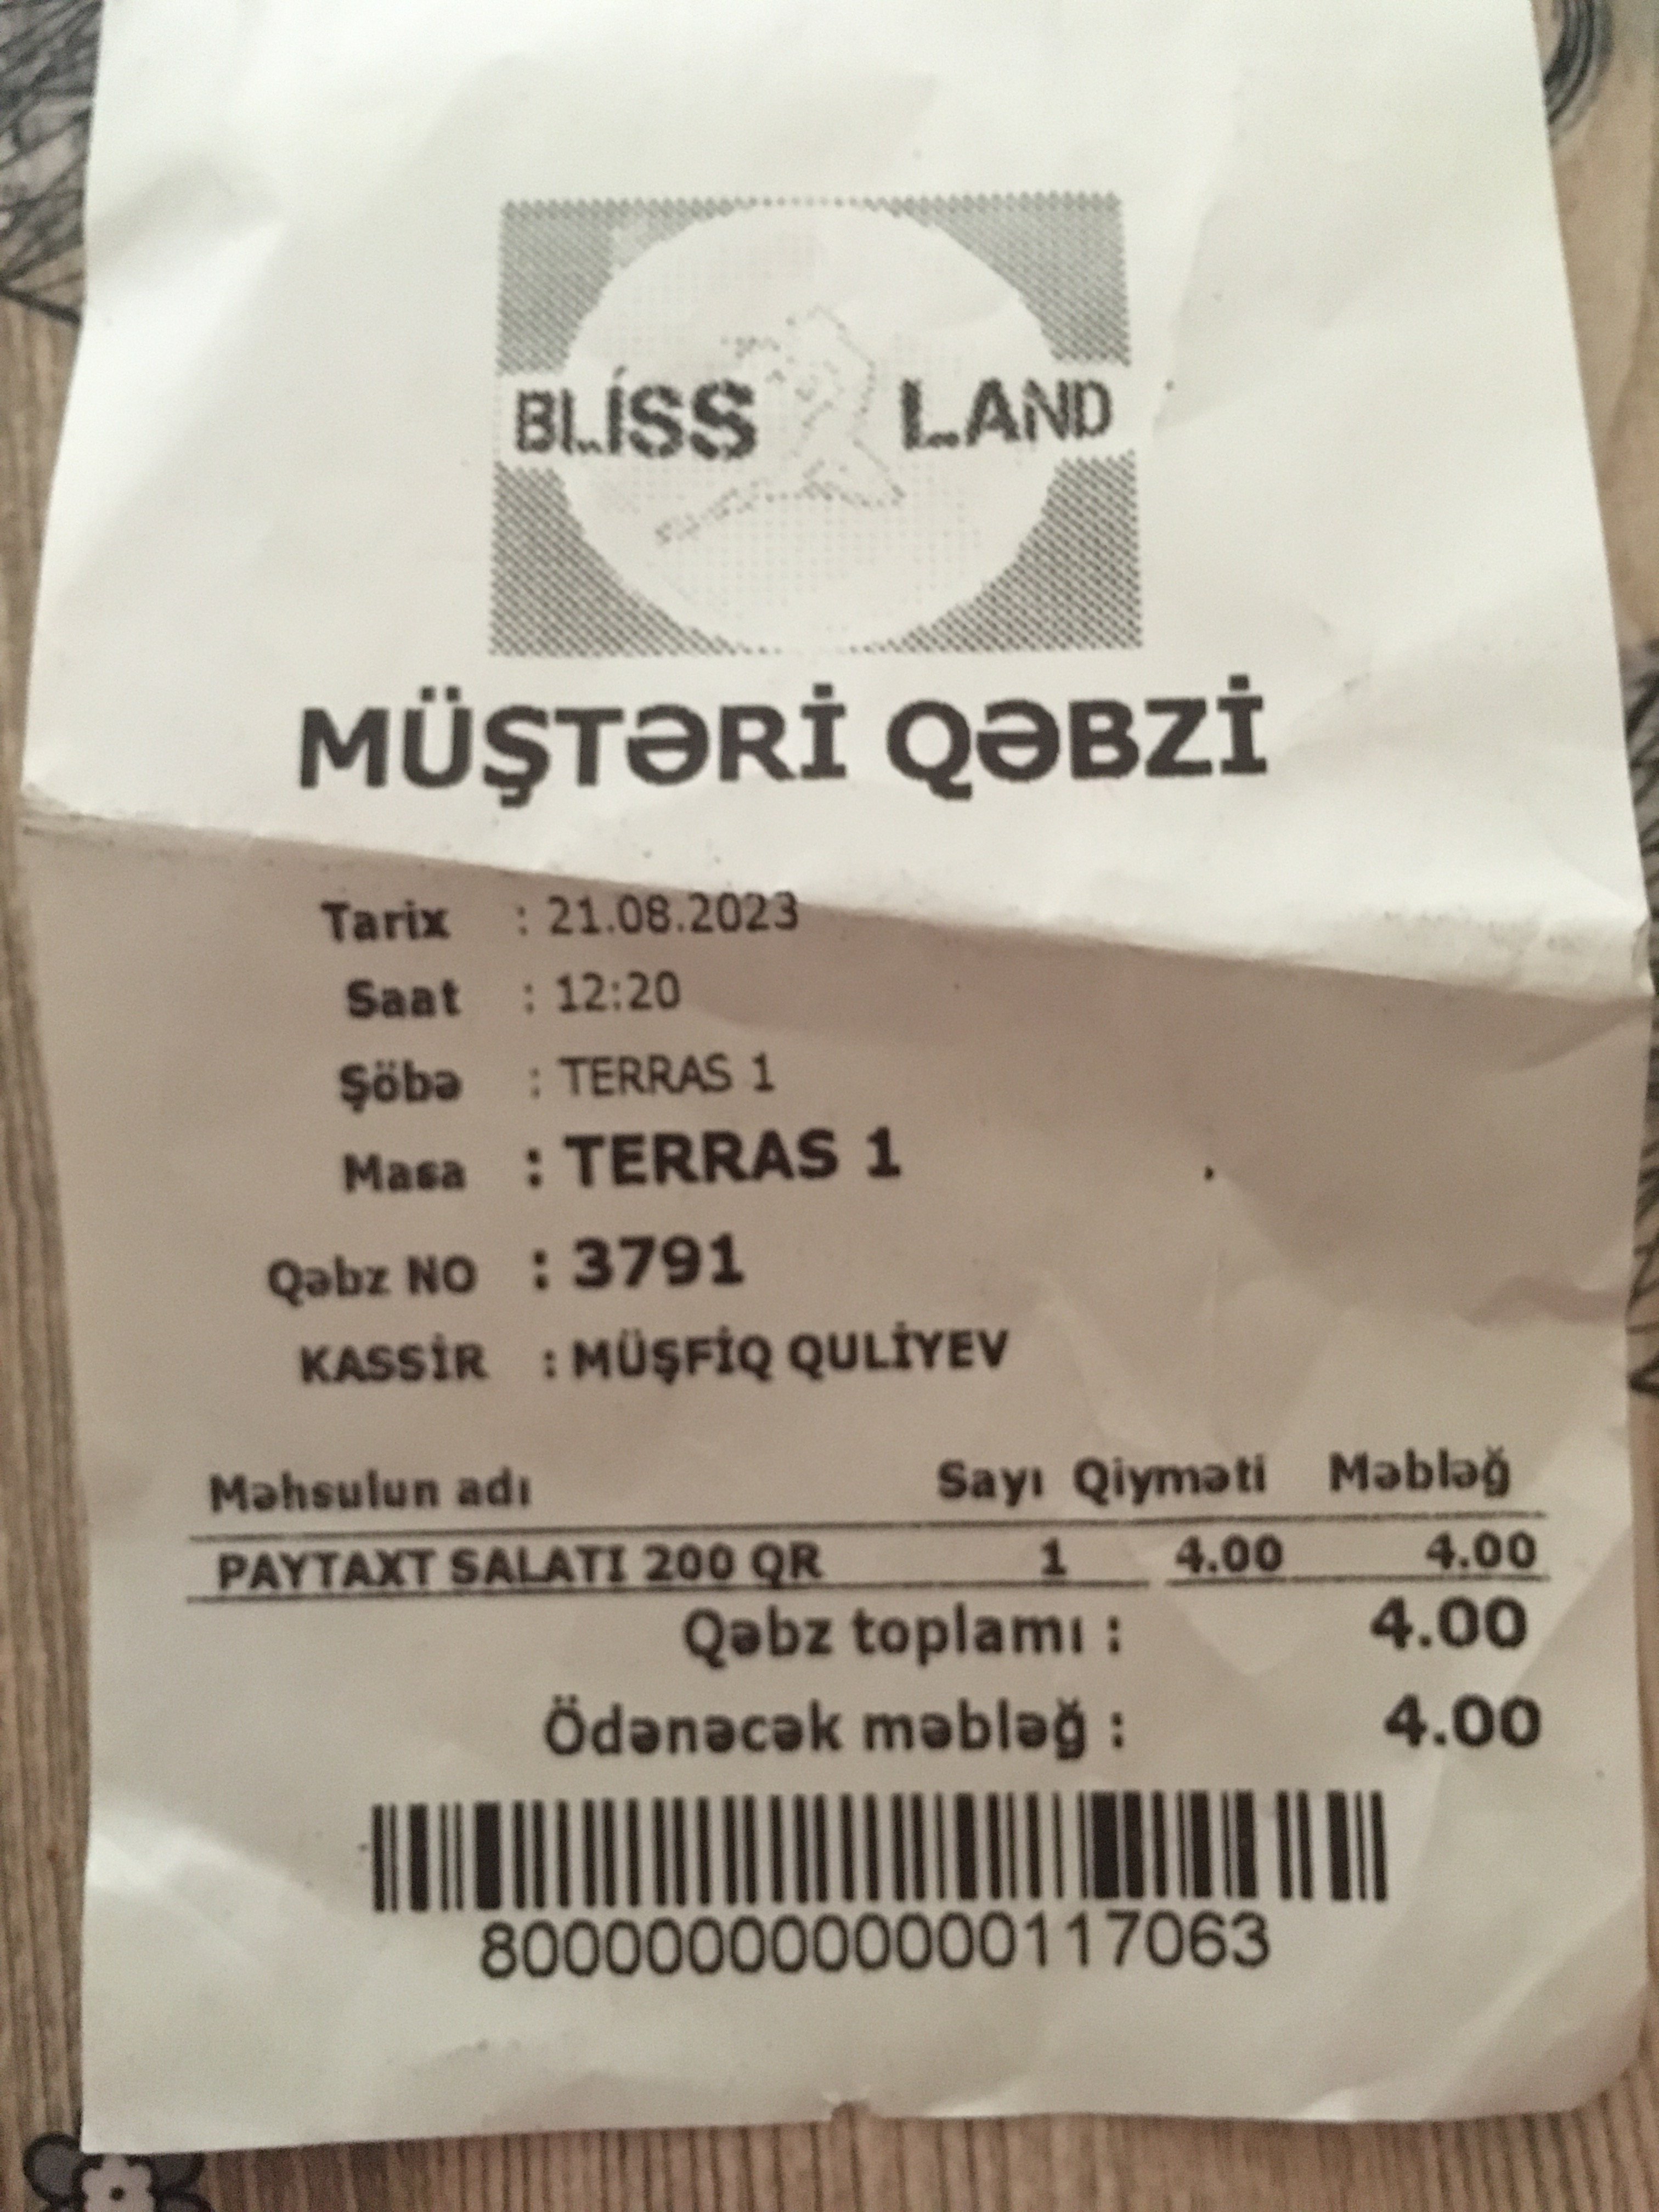 BLİSS LAND
MÜŞTƏRİ QƏBZİ
Tarix : 21.08.2023
Saat : 12:20
Şöbə : TERRAS 1
Masa : TERRAS 1
Qəbz NO : 3791
KASSİR : MÜŞFİQ QULİYEV
Məhsulun adı Sayı Qiyməti Məbləğ
PAYTAXT SALATI 200 QR 1 4.00 4.00
Qəbz toplamı : 4.00
Ödənəcək məbləğ : 4.00
80000000000000117063